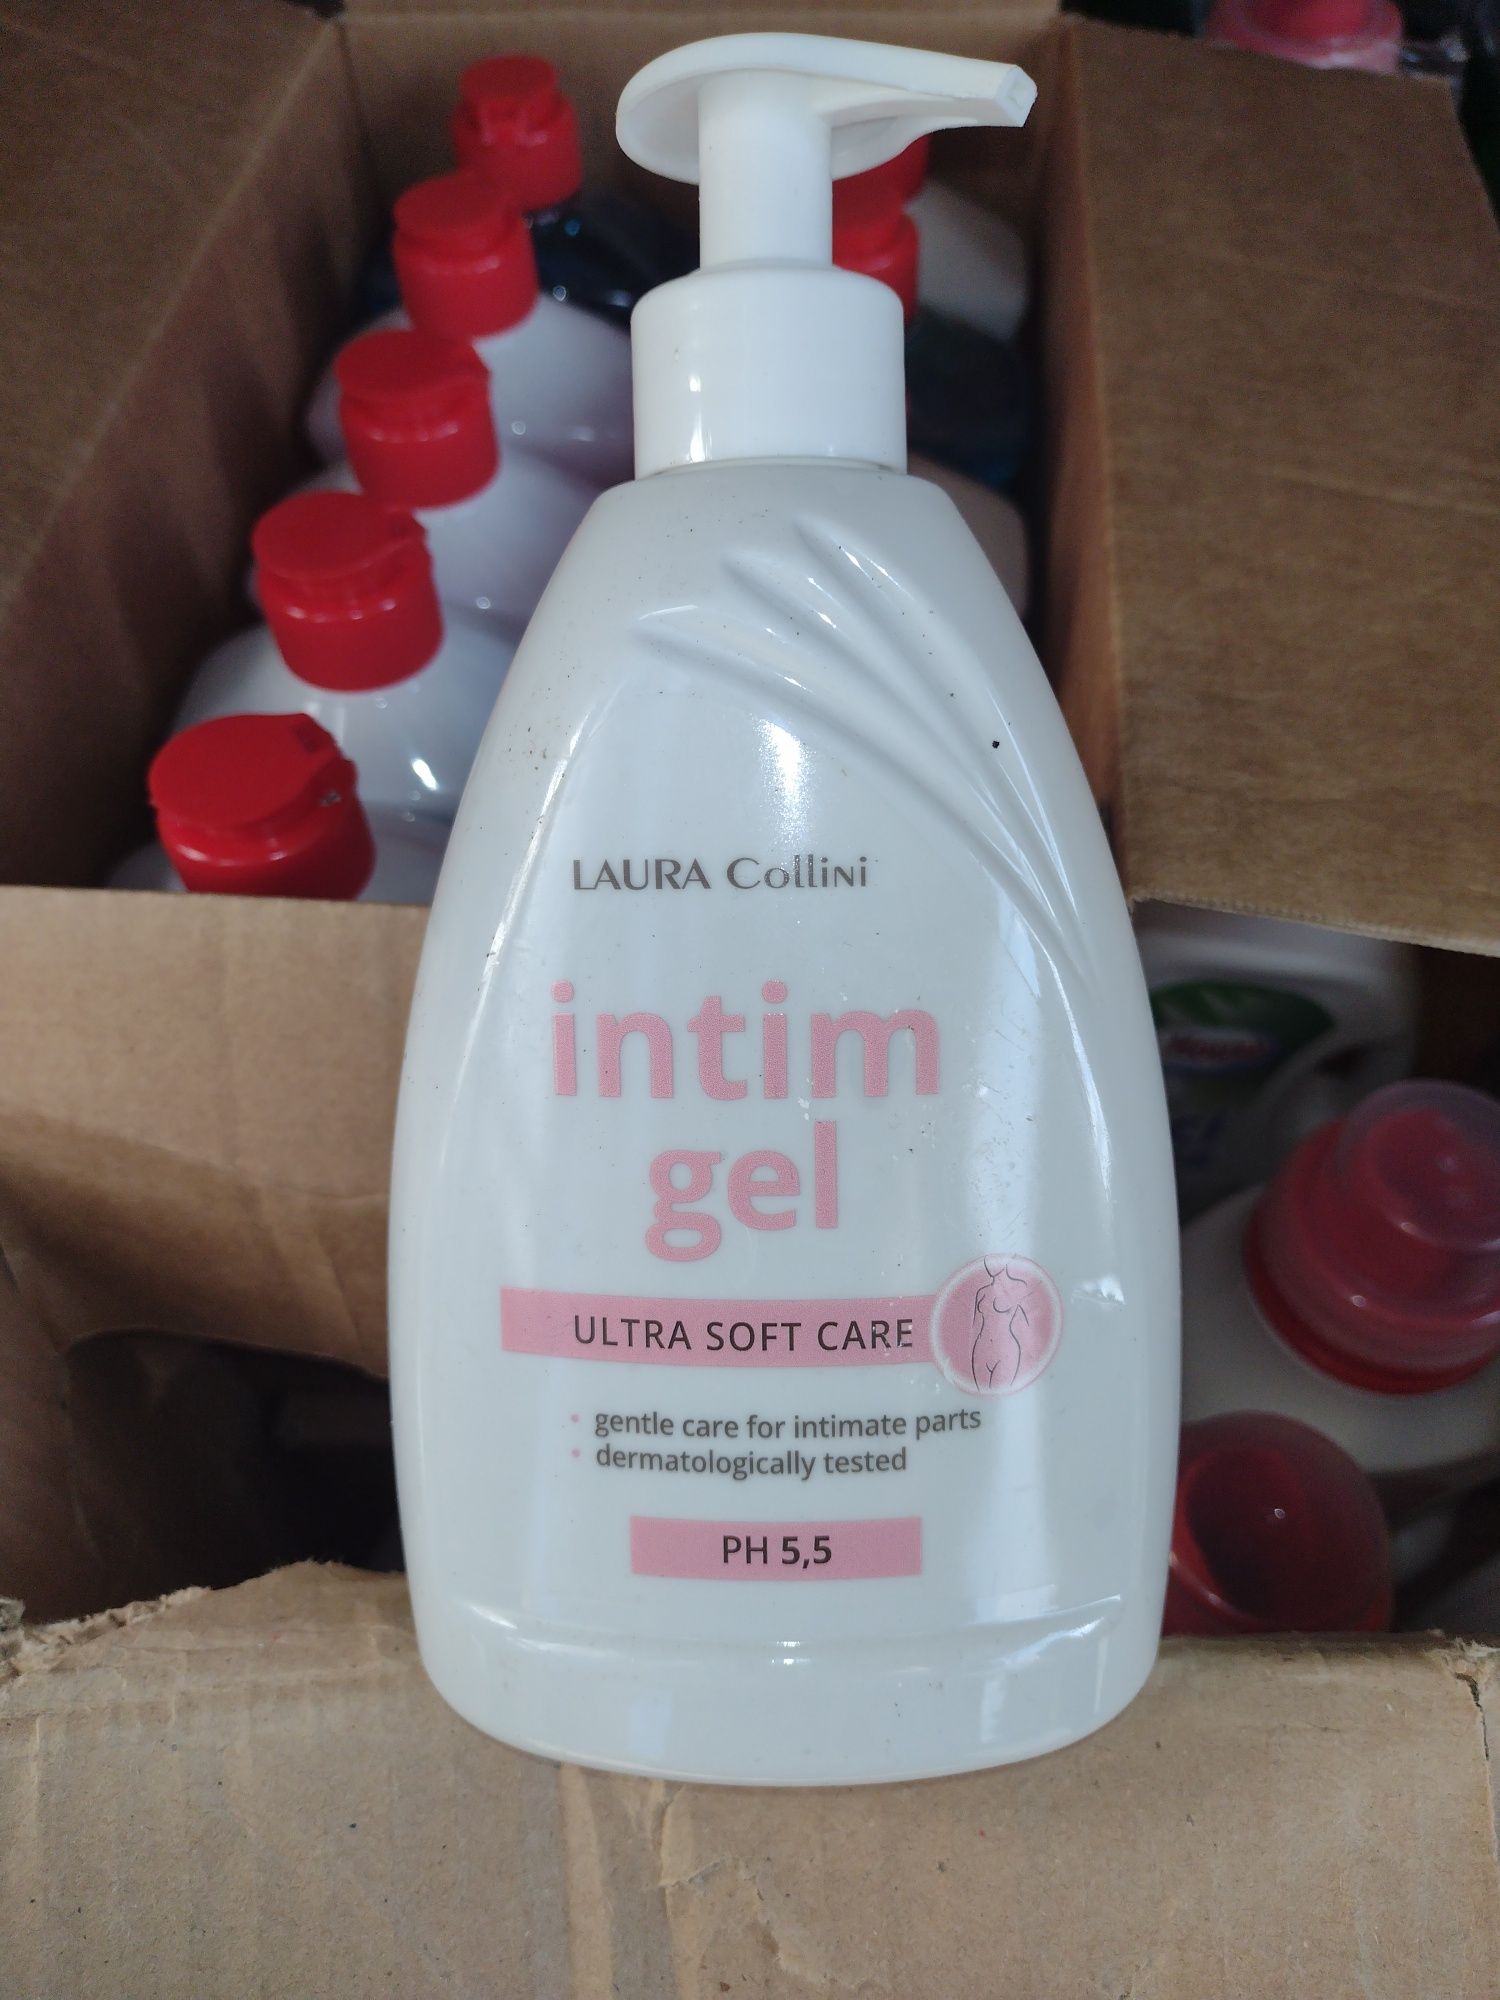 LAURA Collini
intim
gel
ULTRA SOFT CARE
• gentle care for intimate parts
• dermatologically tested
PH 5,5